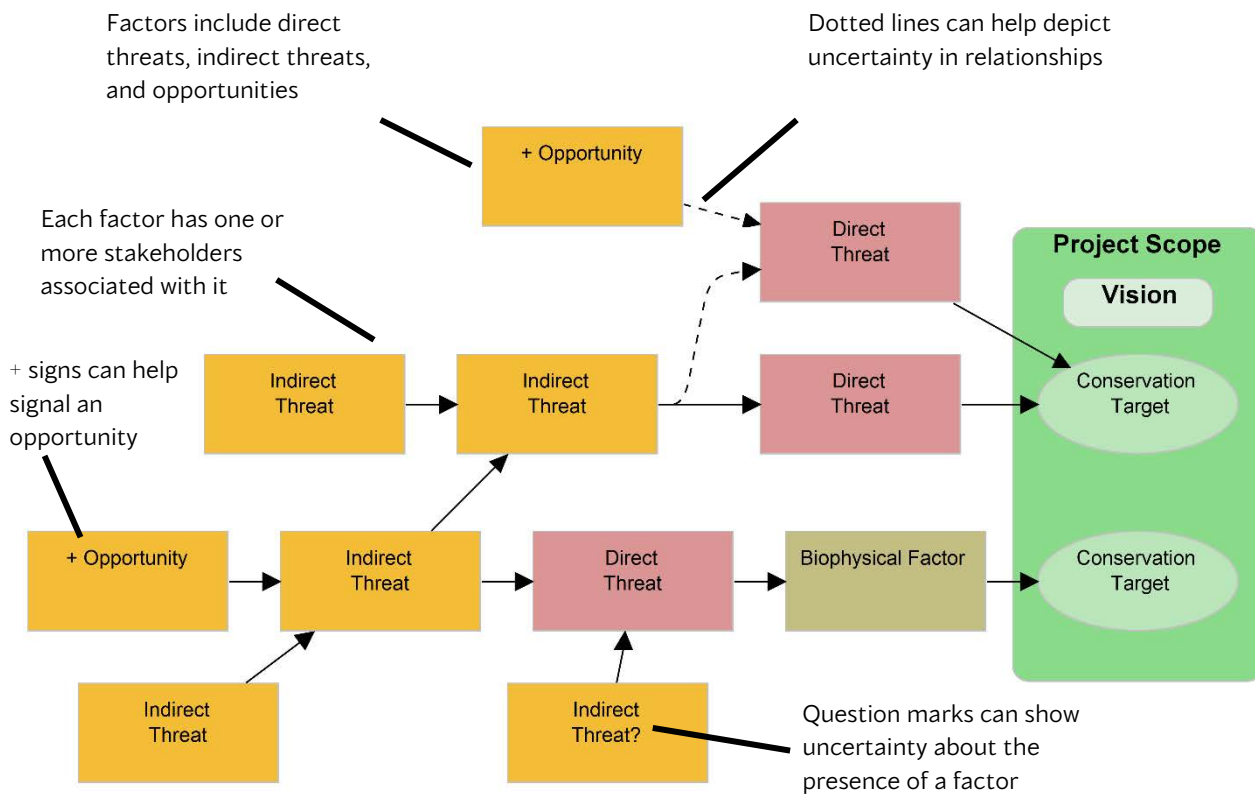 Factors include direct
threats, indirect threats,
and opportunities
Dotted lines can help depict
uncertainty in relationships
+ Opportunity
Each factor has one or
more stakeholders
associated with it
Direct
Threat
Project Scope
Vision
+ signs can help
signal an
opportunity
Indirect
Threat
Indirect
Threat
Direct
Threat
Conservation
Target
+ Opportunity
Indirect
Threat
Direct
Threat
Biophysical Factor
Conservation
Target
Indirect
Threat
Indirect
Threat?
Question marks can show
uncertainty about the
presence of a factor